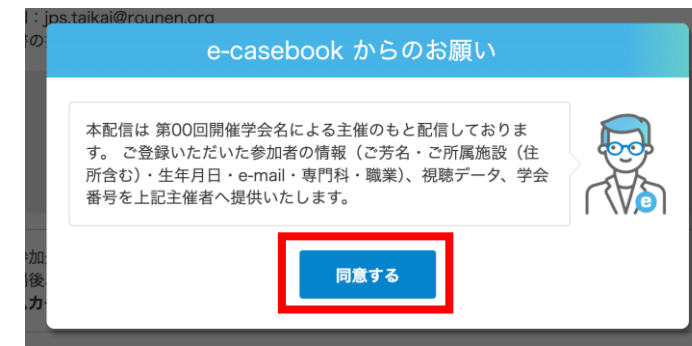 ：jps.taikai@rounen.org
の
e-casebook からのお願い
本配信は 第00回開催学会名による主催のもと配信しておりま
す。 ご登録いただいた参加者の情報（ご芳名・ご所属施設（住
所含む）・生年月日・e-mail・専門科・職業）、視聴データ、学会
番号を上記主催者へ提供いたします。
e
同意する
加
後
カ